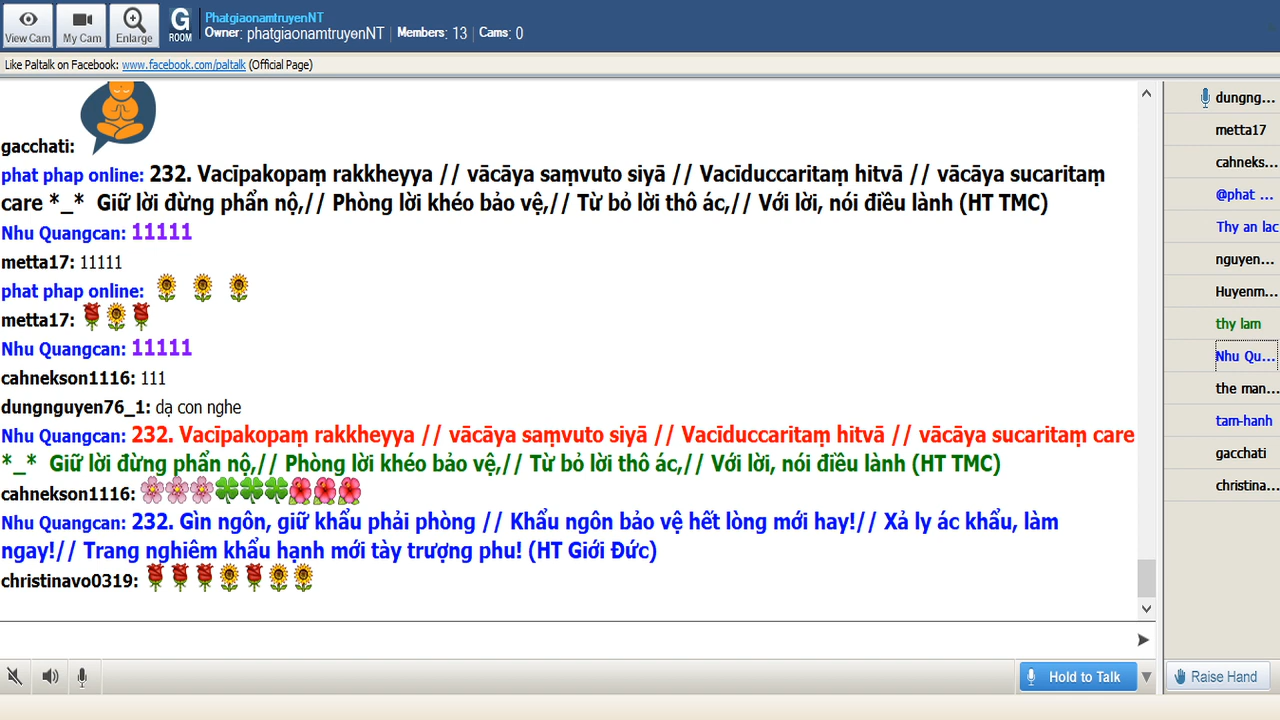 View Cam
My Cam
Enlarge
G
ROOM
PhatgiaonamtruyenNT
Owner: phatgiaonamtruyenNT | Members: 13 | Cams: 0
Like Paltalk on Facebook: www.facebook.com/paltalk (Official Page)
gacchati:
phat phap online: 232. Vacīpakopaṃ rakkheyya // vācāya saṃvuto siyā // Vacīduccaritaṃ hitvā // vācāya sucaritaṃ
care *_* Giữ lời đừng phẩn nộ,// Phòng lời khéo bảo vệ,// Từ bỏ lời thô ác,// Với lời, nói điều lành (HT TMC)
Nhu Quangcan: 11111
metta17: 11111
phat phap online:
metta17:
Nhu Quangcan: 11111
cahnekson1116: 111
dungnguyen76_1: dạ con nghe
Nhu Quangcan: 232. Vacīpakopaṃ rakkheyya // vācāya saṃvuto siyā // Vacīduccaritaṃ hitvā // vācāya sucaritaṃ care
*_* Giữ lời đừng phẩn nộ,// Phòng lời khéo bảo vệ,// Từ bỏ lời thô ác,// Với lời, nói điều lành (HT TMC)
cahnekson1116:
Nhu Quangcan: 232. Gìn ngôn, giữ khẩu phải phòng // Khẩu ngôn bảo vệ hết lòng mới hay!// Xả ly ác khẩu, làm
ngay!// Trang nghiêm khẩu hạnh mới tày trượng phu! (HT Giới Đức)
christinavo0319:
dungng...
metta17
cahneks...
@phat ...
Thy an lac
nguyen...
Huyenm...
thy lam
Nhu Qu...
the man...
tam-hanh
gacchati
christina...
Hold to Talk
Raise Hand